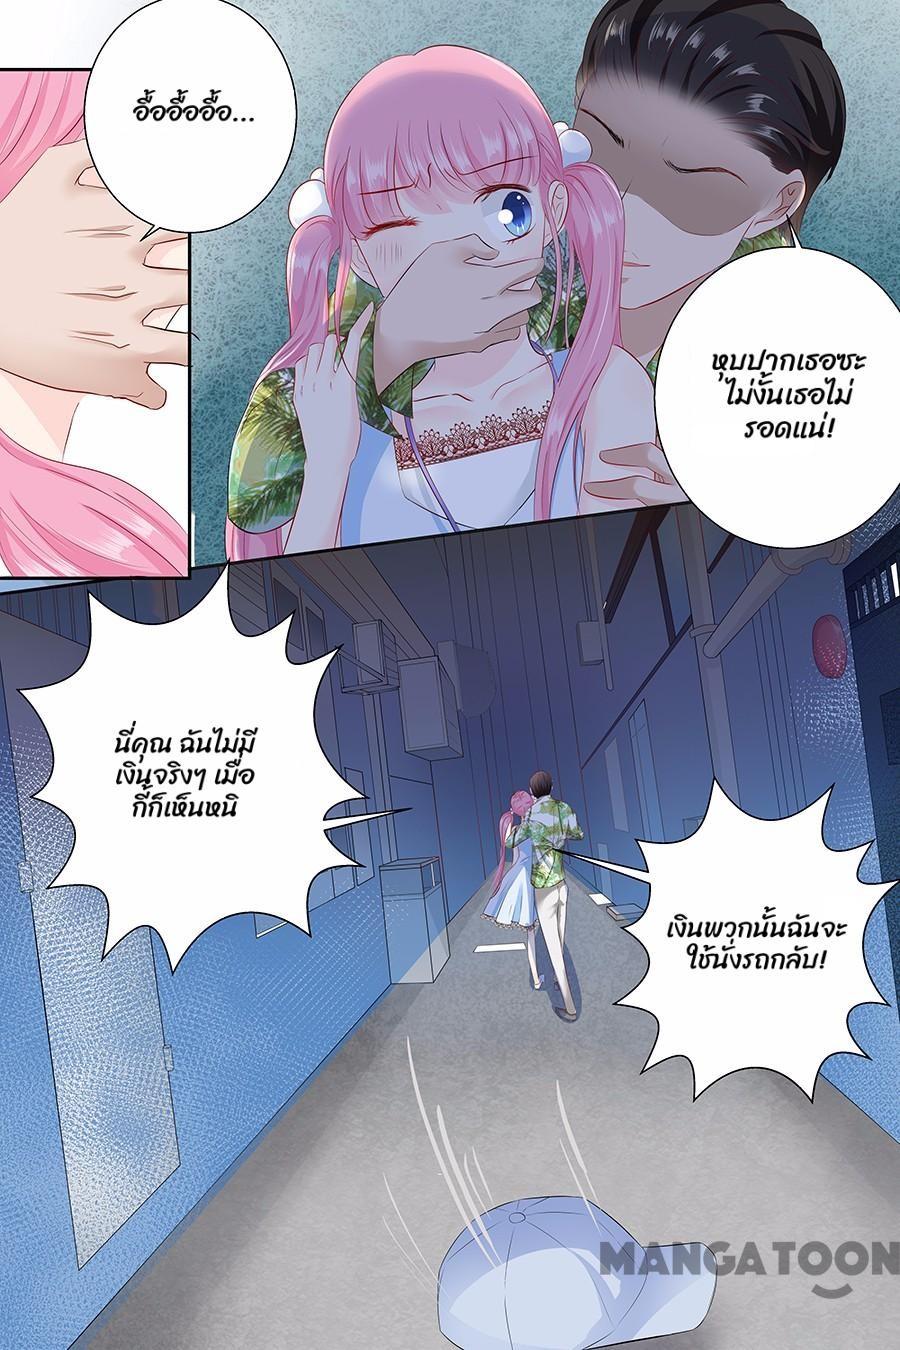 อื้ออื้ออื้อ...
หุบปากเธอซะ
ไม่งั้นเธอไม่
รอดแน่!
นี่คุณ ฉันไม่มี
เงินจริงๆ เมื่อ
กี้ก็เห็นหนิ
เงินพวกนั้นฉันจะ
ใช้นั่งรถกลับ!
MANGATOON